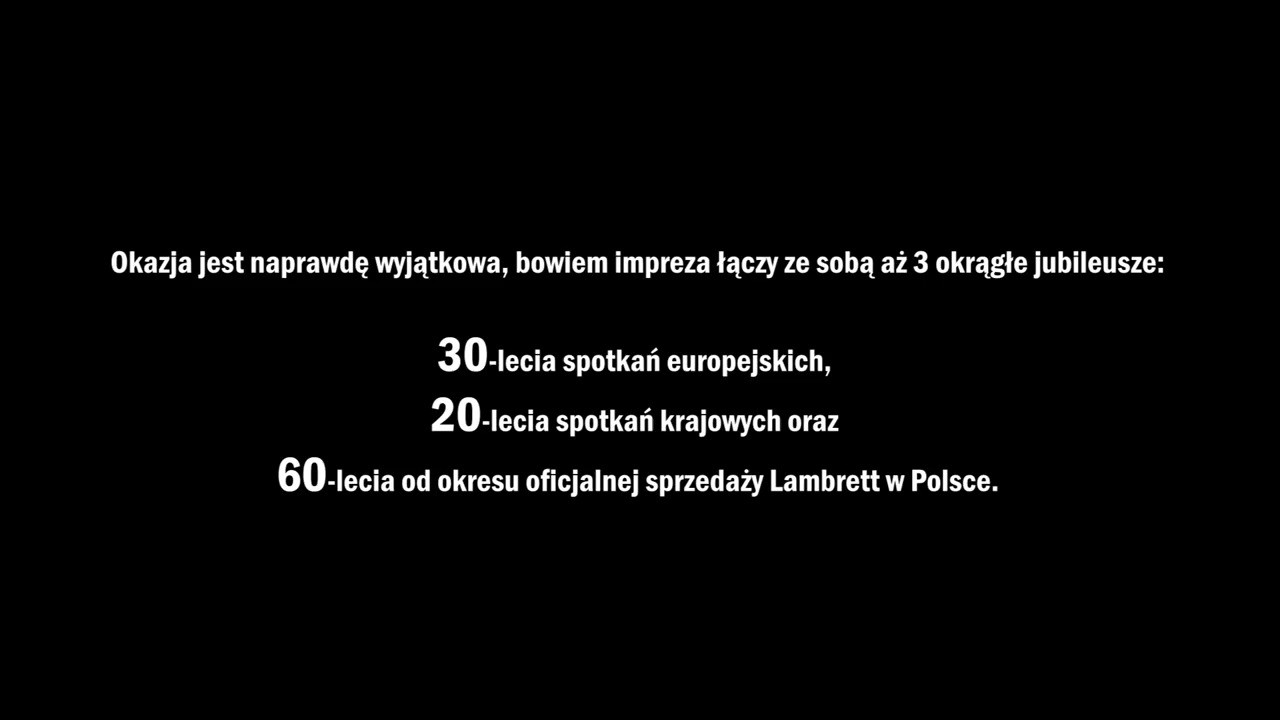 Okazja jest naprawdę wyjątkowa, bowiem impreza łączy ze sobą aż 3 okrągłe jubileusze:
30-lecia spotkań europejskich,
20-lecia spotkań krajowych oraz
60-lecia od okresu oficjalnej sprzedaży Lambrett w Polsce.